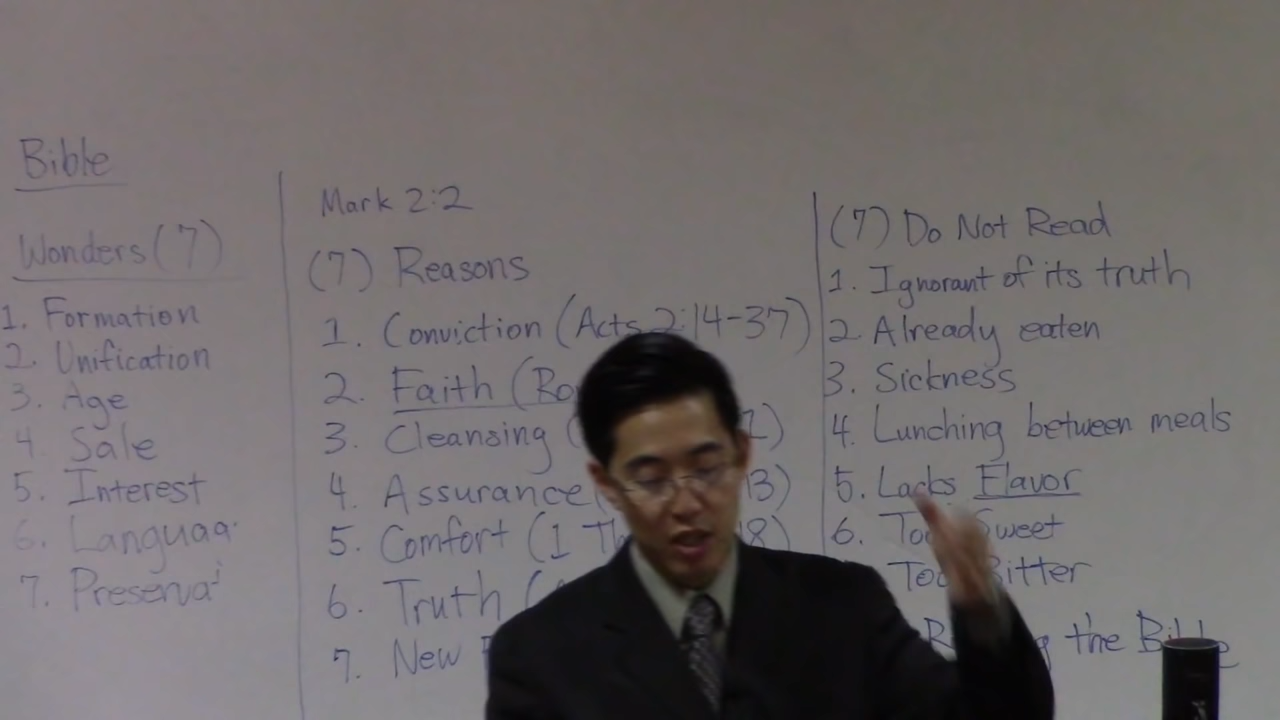 Bible
Wonders (7)
1. Formation
2. Unification
3. Age
4 Sale
5. Interest
6. Languag
7. Preservat
Mark 2:2
(7) Reasons
1. Conviction (Acts 2:14-37)
2. Faith (Ro
3. Cleansing (
4. Assurance ( 13)
5. Comfort (1 Th 18)
6. Truth (
7. New
(7) Do Not Read
1. Ignorant of its truth
2 Already eaten
3. Sickness
4. Lunching between meals
5. Lacks Flavor
6. Too Sweet
Too Bitter
the Bible